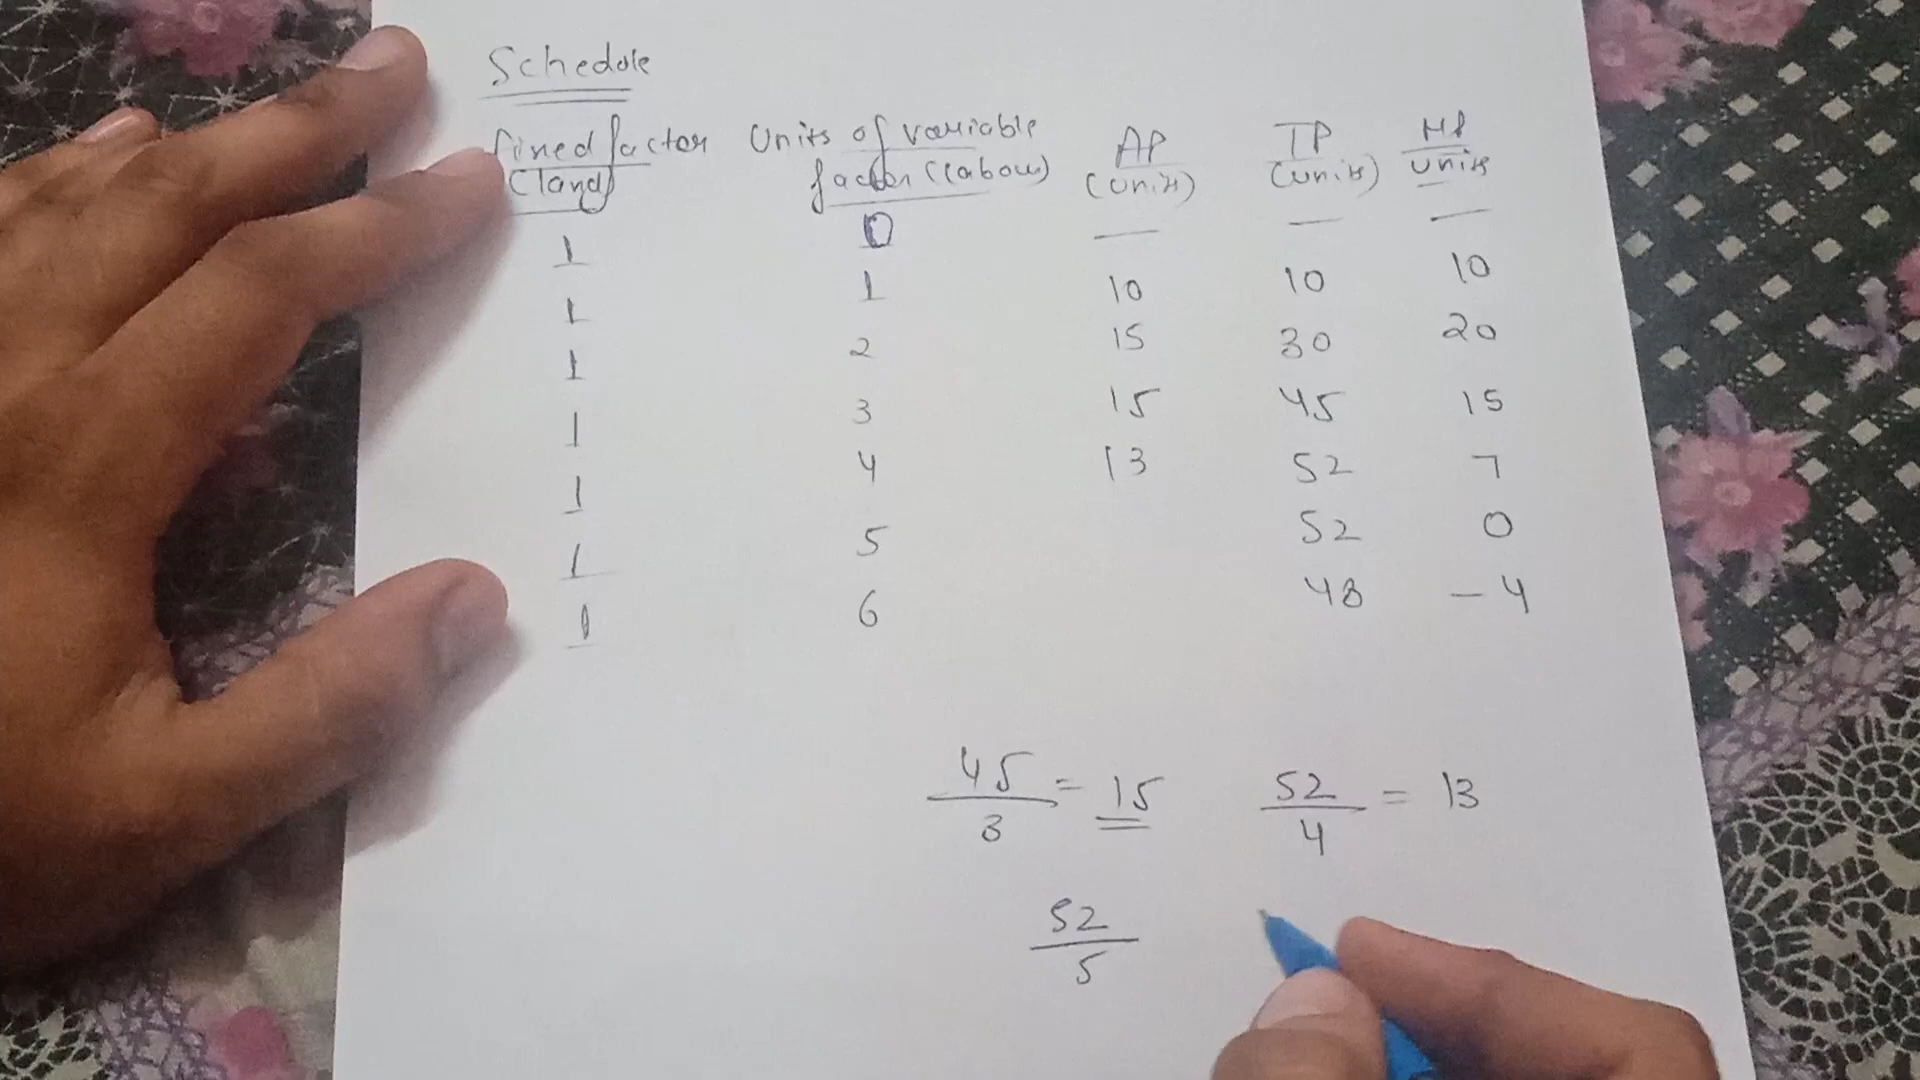 Schedule
fixed factor Units of variable AP TP MP
(land) factor (labour) (units) (units) units
1 0 — — —
1 1 10 10 10
1 2 15 30 20
1 3 15 45 15
1 4 13 52 7
1 5 52 0
1 6 48 -4
45/3 = 15 52/4 = 13
52/5